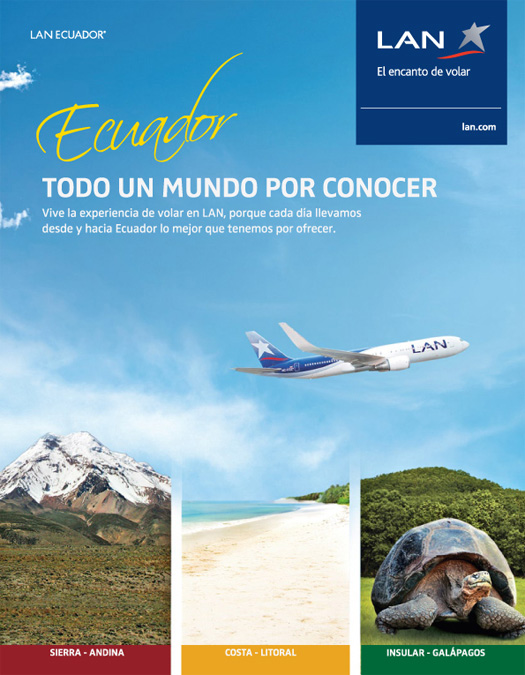 LAN ECUADOR®
LAN
El encanto de volar
lan.com
Ecuador
TODO UN MUNDO POR CONOCER
Vive la experiencia de volar en LAN, porque cada día llevamos
desde y hacia Ecuador lo mejor que tenemos por ofrecer.
LAN
SIERRA - ANDINA
COSTA - LITORAL
INSULAR - GALÁPAGOS